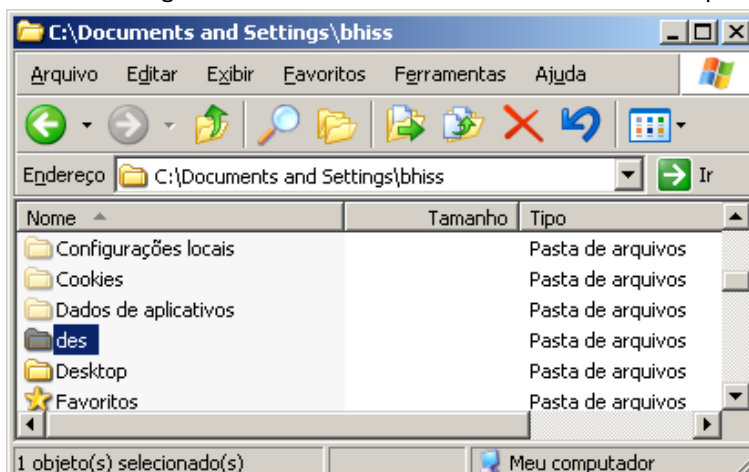 C:\Documents and Settings\bhiss
Arquivo Editar Exibir Favoritos Ferramentas Ajuda
Endereço C:\Documents and Settings\bhiss Ir
Nome Tamanho Tipo
Configurações locais Pasta de arquivos
Cookies Pasta de arquivos
Dados de aplicativos Pasta de arquivos
des Pasta de arquivos
Desktop Pasta de arquivos
Favoritos Pasta de arquivos
1 objeto(s) selecionado(s) Meu computador